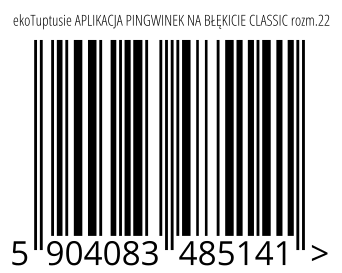 ekoTuptusie APLIKACJA PINGWINEK NA BŁĘKICIE CLASSIC rozm.22
5 904083 485141 >